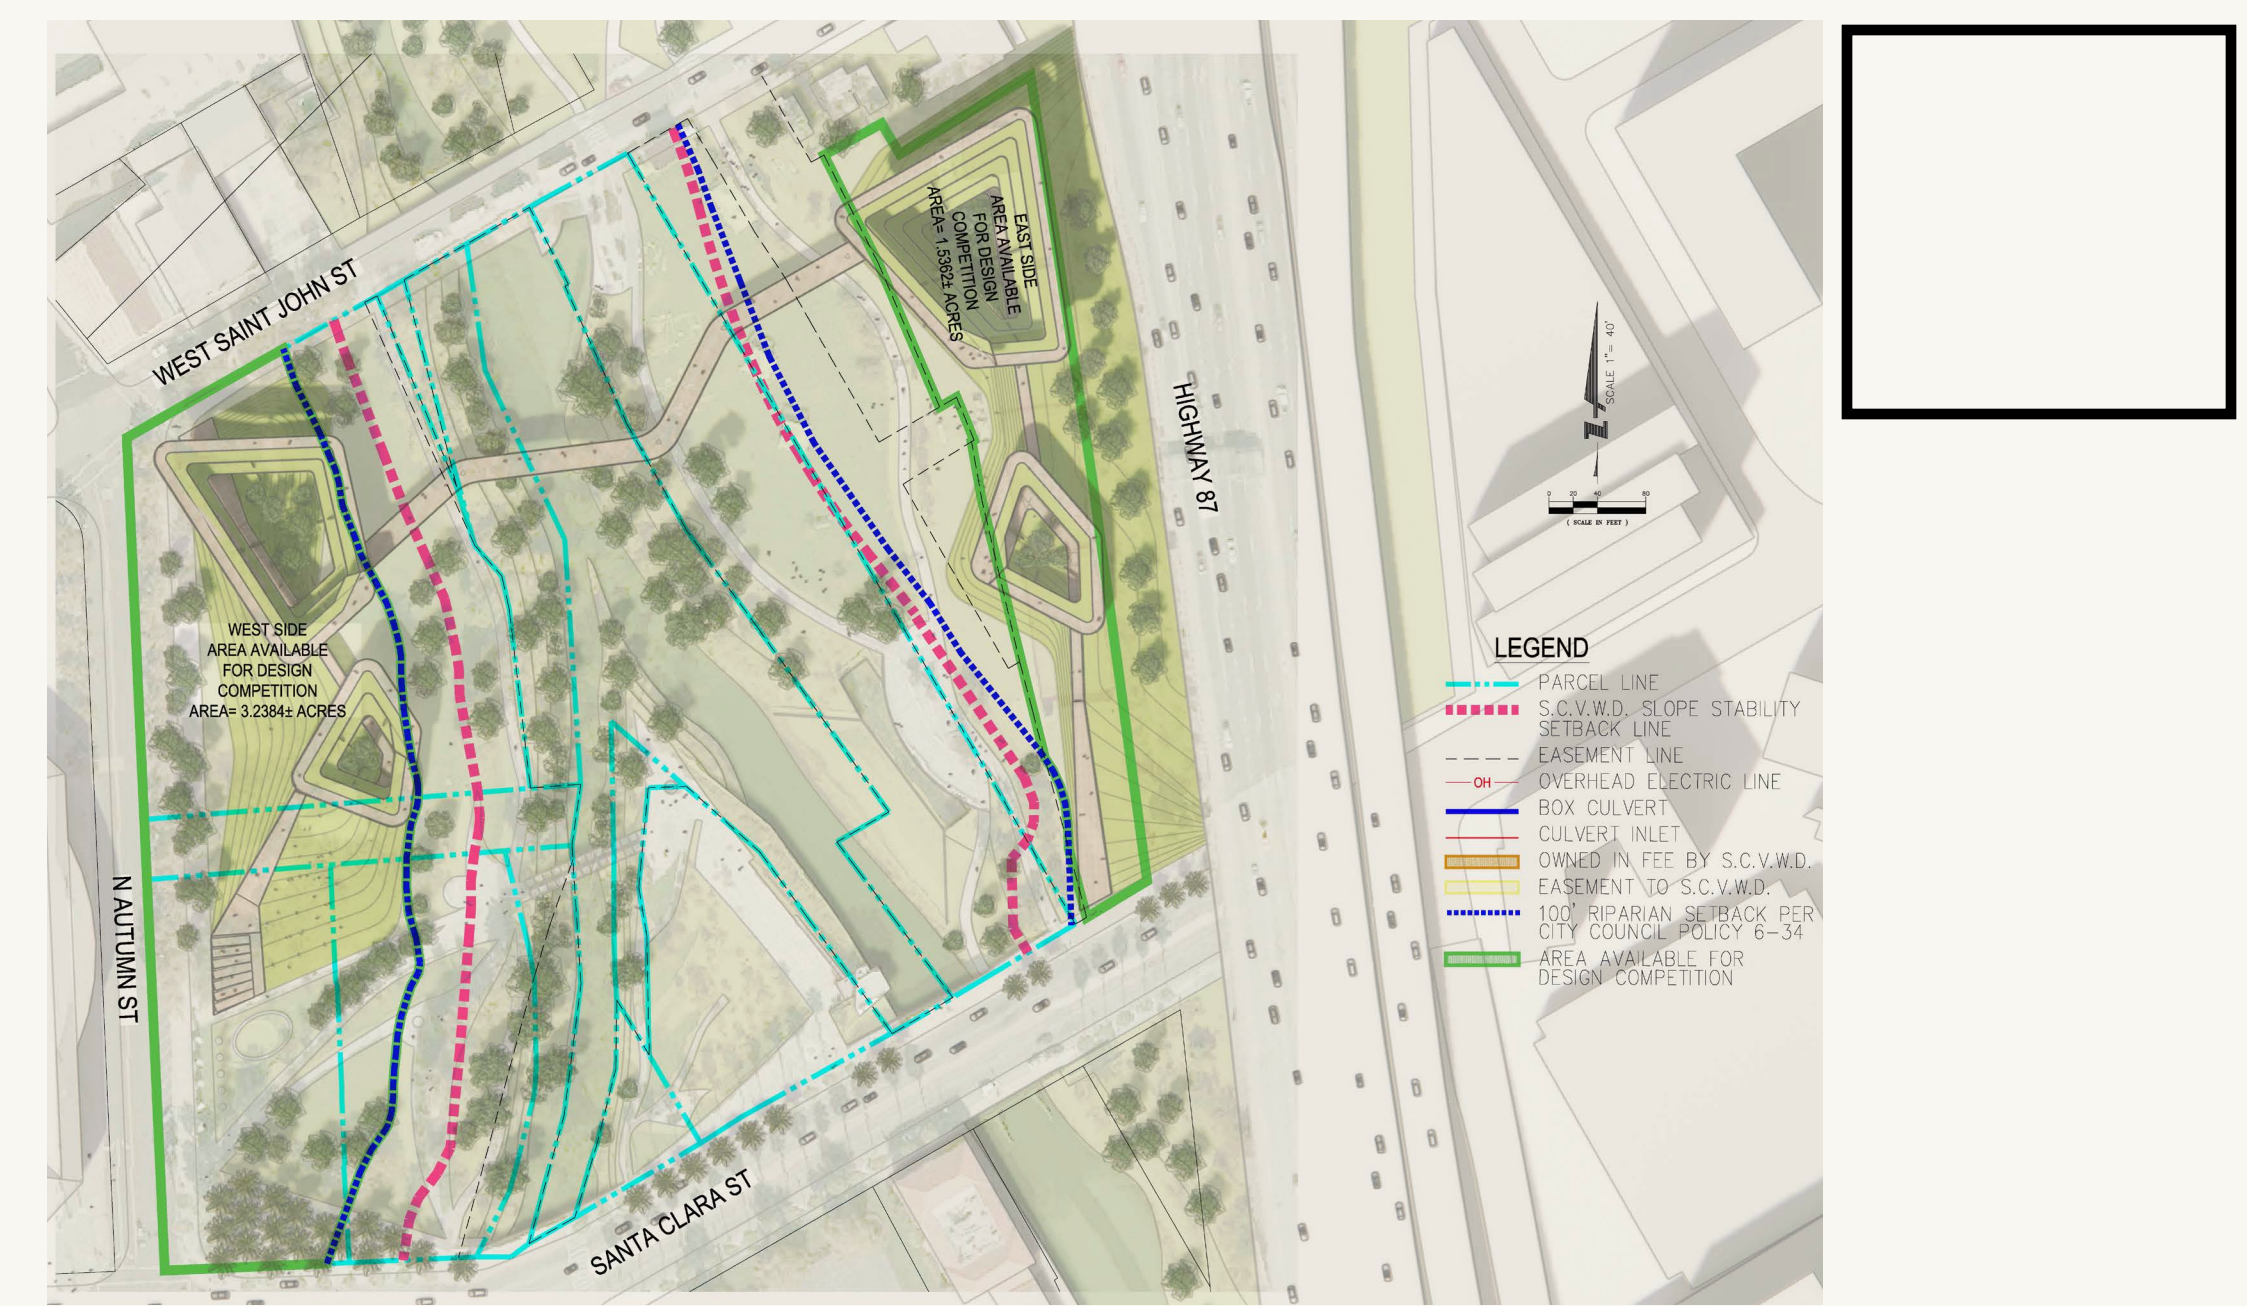 WEST SAINT JOHN ST
EAST SIDE
AREA AVAILABLE
FOR DESIGN
COMPETITION
AREA= 1.5362± ACRES
HIGHWAY 87
WEST SIDE
AREA AVAILABLE
FOR DESIGN
COMPETITION
AREA= 3.2384± ACRES
N AUTUMN ST
SANTA CLARA ST
SCALE 1"= 40'
N
0 20 40 80
( SCALE IN FEET )
LEGEND
PARCEL LINE
S.C.V.W.D. SLOPE STABILITY
SETBACK LINE
EASEMENT LINE
OH OVERHEAD ELECTRIC LINE
BOX CULVERT
CULVERT INLET
OWNED IN FEE BY S.C.V.W.D.
EASEMENT TO S.C.V.W.D.
100' RIPARIAN SETBACK PER
CITY COUNCIL POLICY 6-34
AREA AVAILABLE FOR
DESIGN COMPETITION